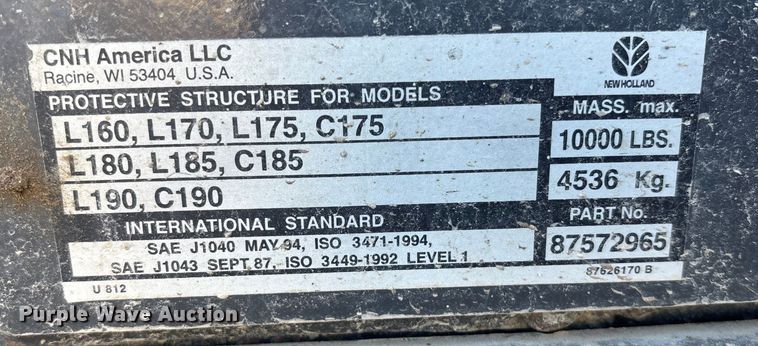 CNH America LLC
Racine, WI 53404 U.S.A.
NEW HOLLAND
PROTECTIVE STRUCTURE FOR MODELS
MASS. max.
L160, L170, L175, C175
10000 LBS.
L180, L185, C185
4536 Kg.
L190, C190
PART No.
INTERNATIONAL STANDARD
87572965
SAE J1040 MAY 94, ISO 3471-1994,
SAE J1043 SEPT 87, ISO 3449-1992 LEVEL 1
U 812
87526170 B
Purple Wave Auction